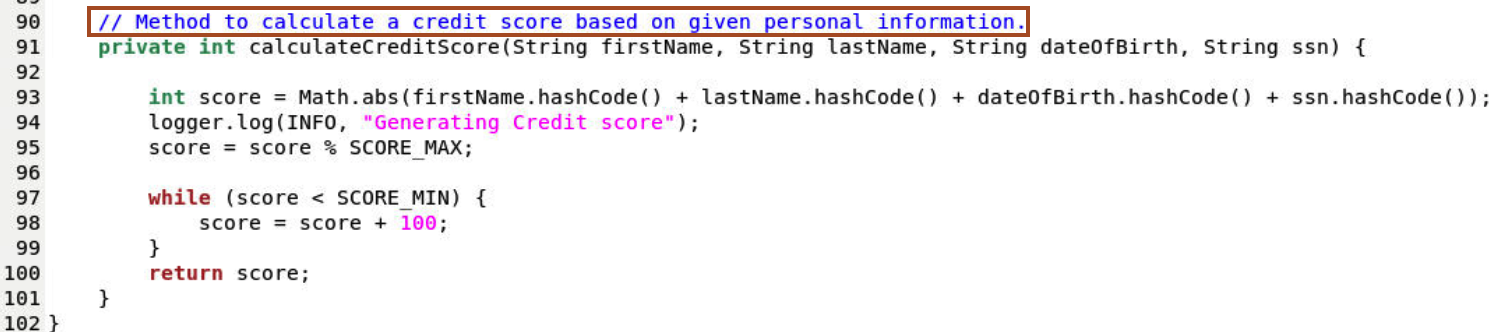 90 // Method to calculate a credit score based on given personal information.
91 private int calculateCreditScore(String firstName, String lastName, String dateOfBirth, String ssn) {
92
93 int score = Math.abs(firstName.hashCode() + lastName.hashCode() + dateOfBirth.hashCode() + ssn.hashCode());
94 logger.log(INFO, "Generating Credit score");
95 score = score % SCORE_MAX;
96
97 while (score < SCORE_MIN) {
98 score = score + 100;
99 }
100 return score;
101 }
102 }